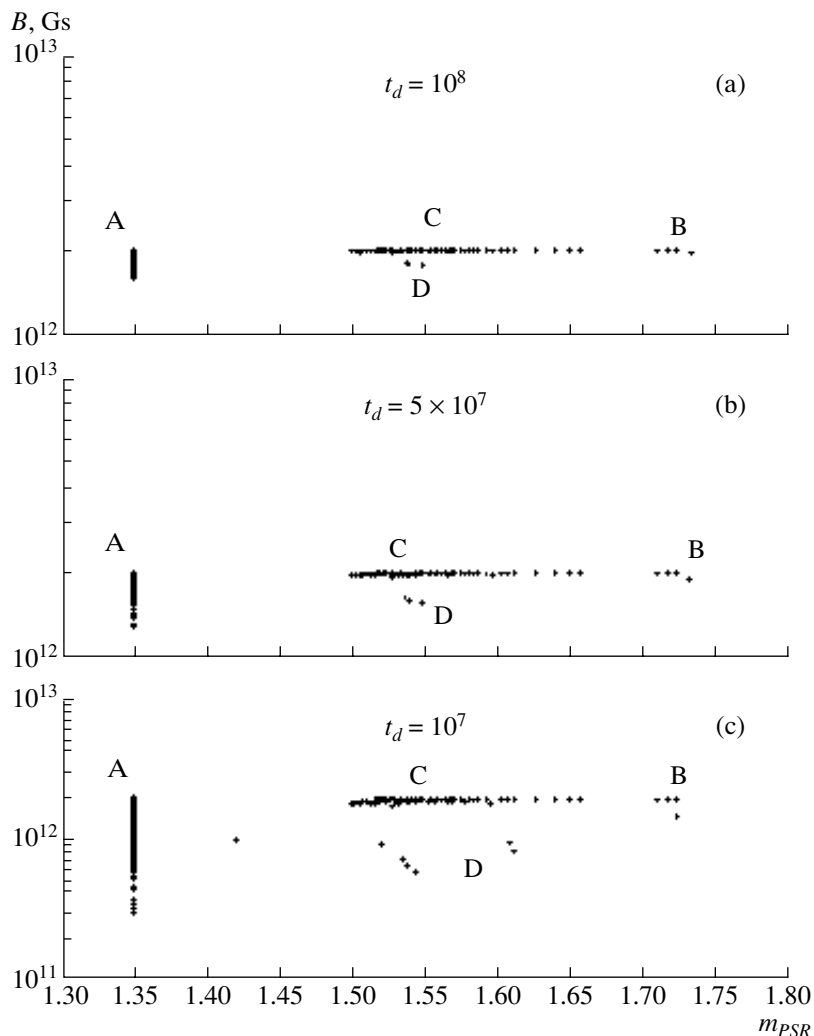 B, Gs
10^13
t_d = 10^8
(a)
A
C
B
D
10^12
10^13
t_d = 5 × 10^7
(b)
A
C
B
D
10^12
10^13
t_d = 10^7
(c)
A
C
B
10^12
D
10^11
1.30 1.35 1.40 1.45 1.50 1.55 1.60 1.65 1.70 1.75 1.80
m_PSR